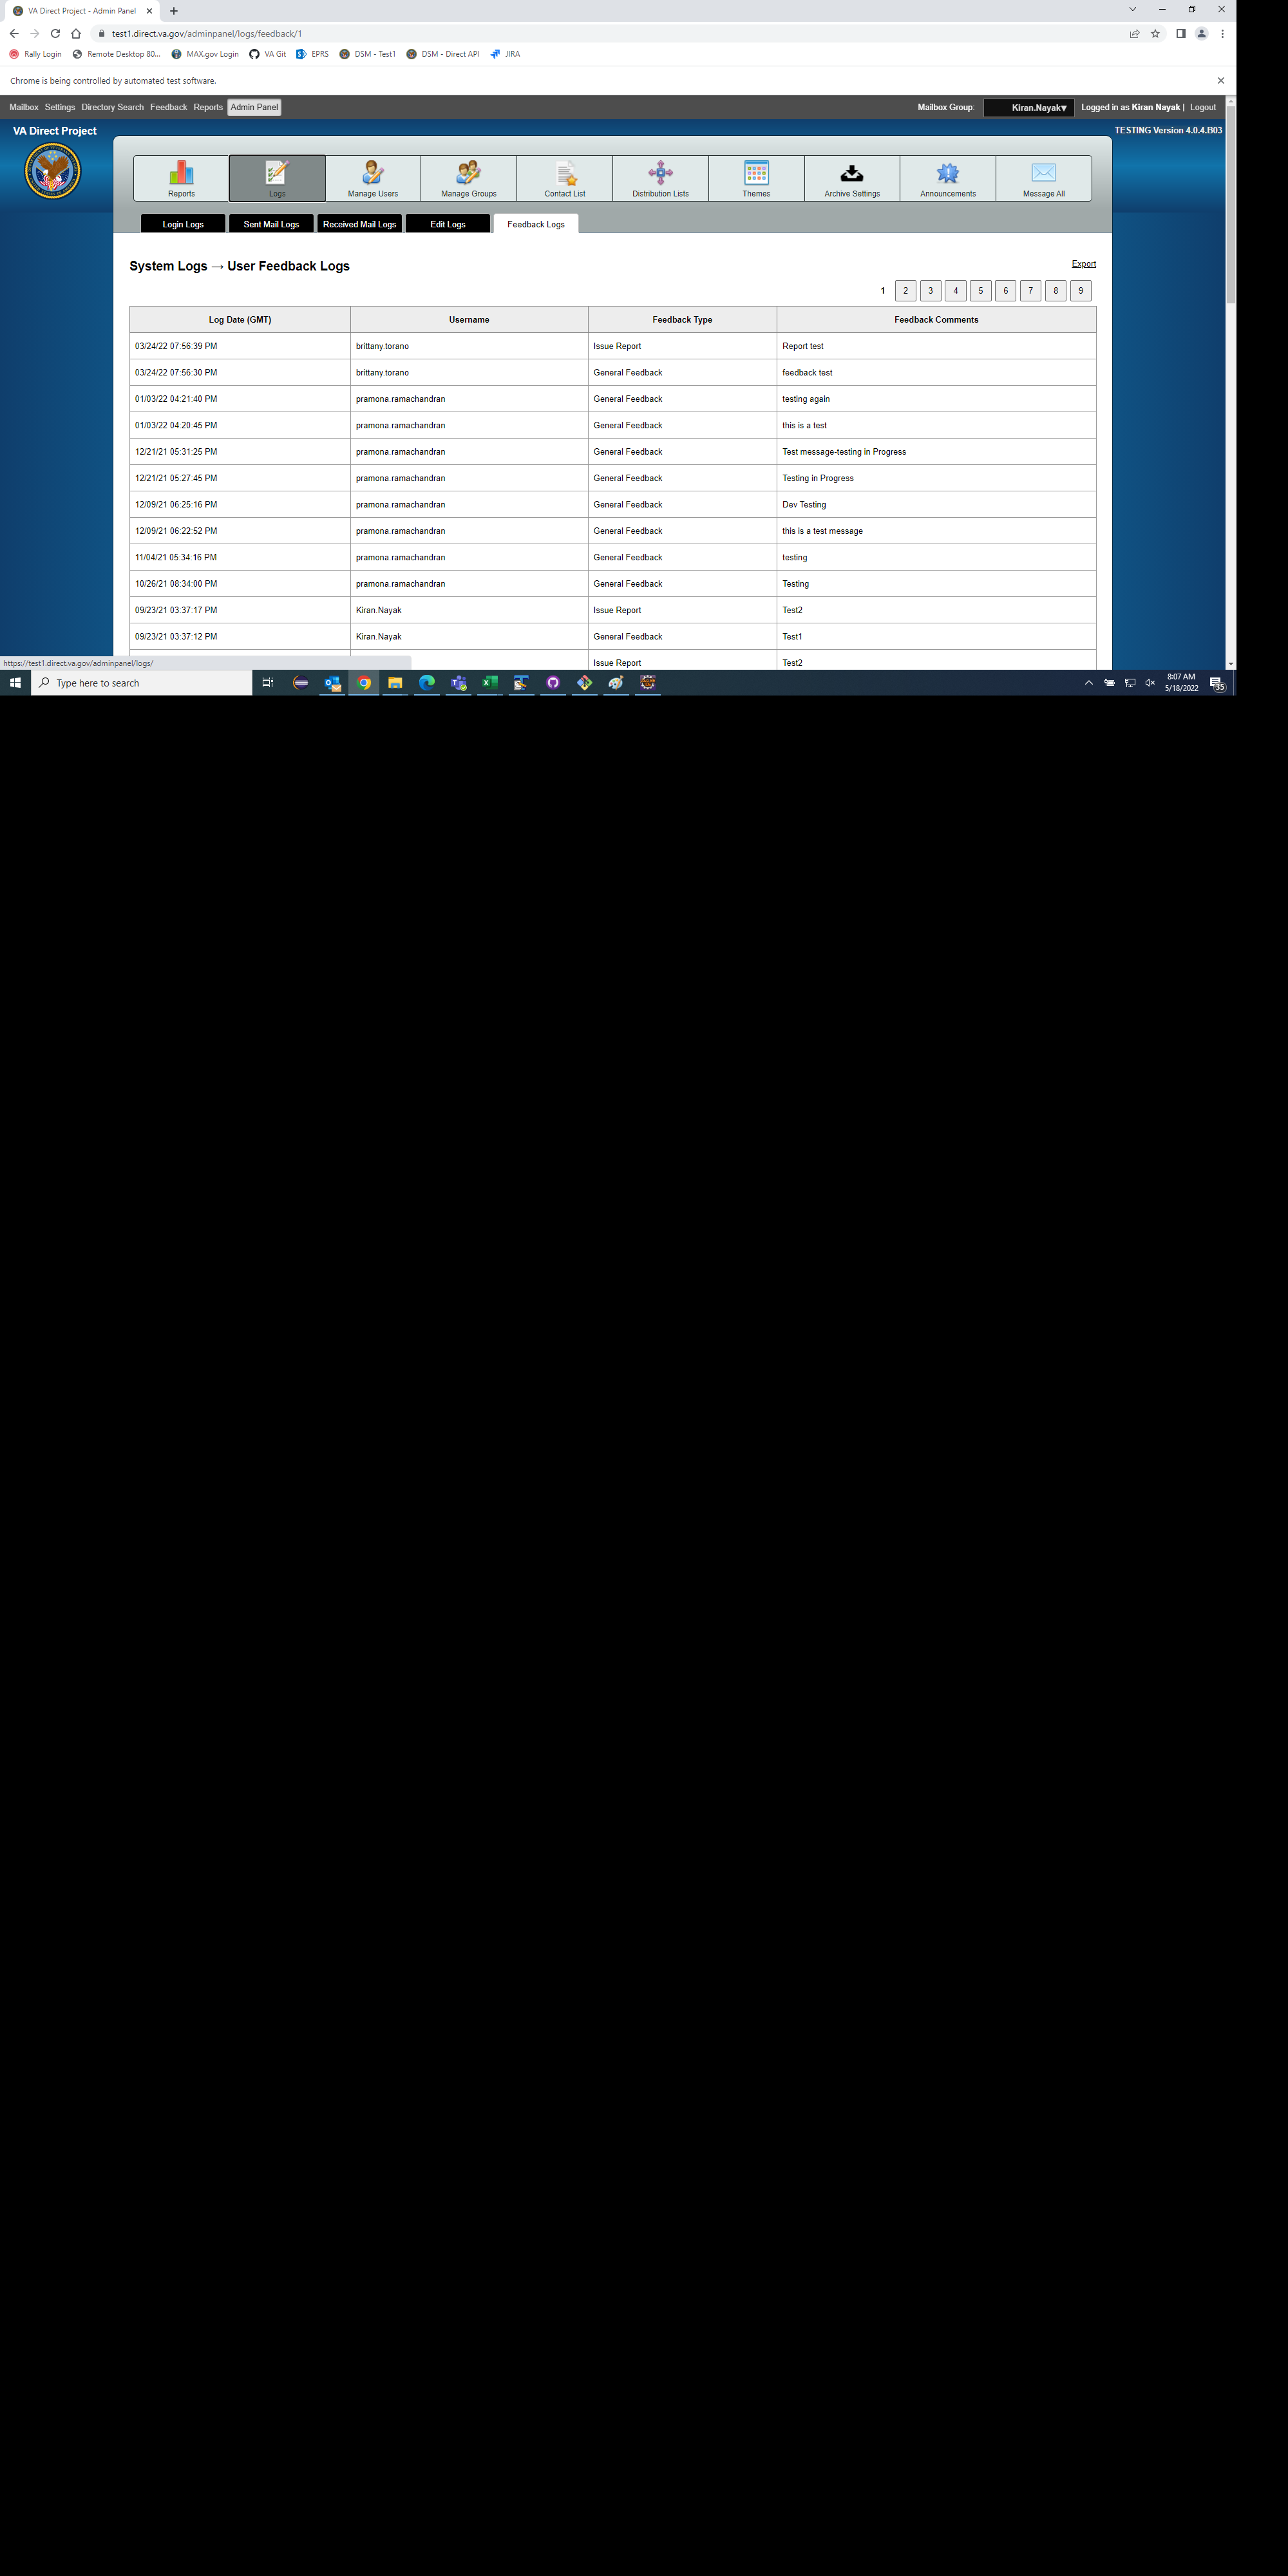 VA Direct Project - Admin Panel
test1.direct.va.gov/adminpanel/logs/feedback/1
Rally Login Remote Desktop 80... MAX.gov Login VA Git EPRS DSM - Test1 DSM - Direct API JIRA
Chrome is being controlled by automated test software.
Mailbox Settings Directory Search Feedback Reports Admin Panel Mailbox Group: Kiran.Nayak▼ Logged in as Kiran Nayak | Logout
VA Direct Project TESTING Version 4.0.4.B03
Reports Logs Manage Users Manage Groups Contact List Distribution Lists Themes Archive Settings Announcements Message All
Login Logs Sent Mail Logs Received Mail Logs Edit Logs Feedback Logs
System Logs → User Feedback Logs Export
1 2 3 4 5 6 7 8 9
Log Date (GMT) Username Feedback Type Feedback Comments
03/24/22 07:56:39 PM brittany.torano Issue Report Report test
03/24/22 07:56:30 PM brittany.torano General Feedback feedback test
01/03/22 04:21:40 PM pramona.ramachandran General Feedback testing again
01/03/22 04:20:45 PM pramona.ramachandran General Feedback this is a test
12/21/21 05:31:25 PM pramona.ramachandran General Feedback Test message-testing in Progress
12/21/21 05:27:45 PM pramona.ramachandran General Feedback Testing in Progress
12/09/21 06:25:16 PM pramona.ramachandran General Feedback Dev Testing
12/09/21 06:22:52 PM pramona.ramachandran General Feedback this is a test message
11/04/21 05:34:16 PM pramona.ramachandran General Feedback testing
10/26/21 08:34:00 PM pramona.ramachandran General Feedback Testing
09/23/21 03:37:17 PM Kiran.Nayak Issue Report Test2
09/23/21 03:37:12 PM Kiran.Nayak General Feedback Test1
Issue Report Test2
https://test1.direct.va.gov/adminpanel/logs/
Type here to search
8:07 AM
5/18/2022
35